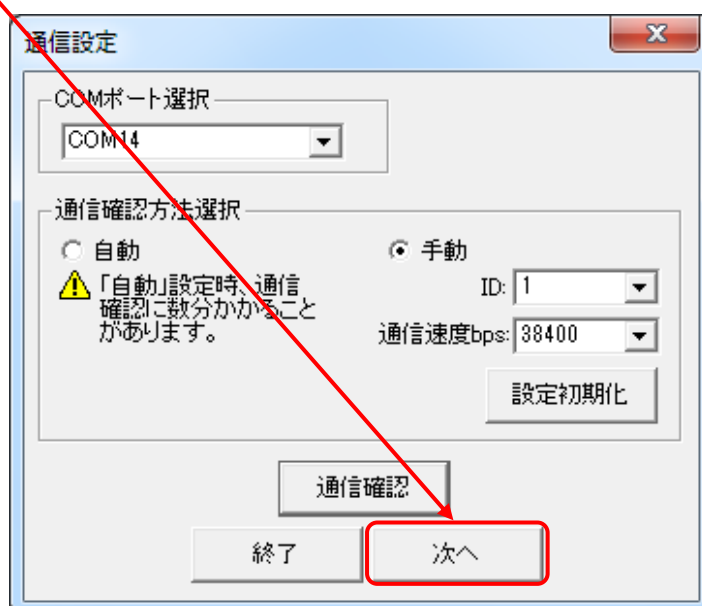 通信設定
COMポート選択
COM14
通信確認方法選択
自動
手動
「自動」設定時、通信
確認に数分かかること
があります。
ID: 1
通信速度bps: 38400
設定初期化
通信確認
終了
次へ